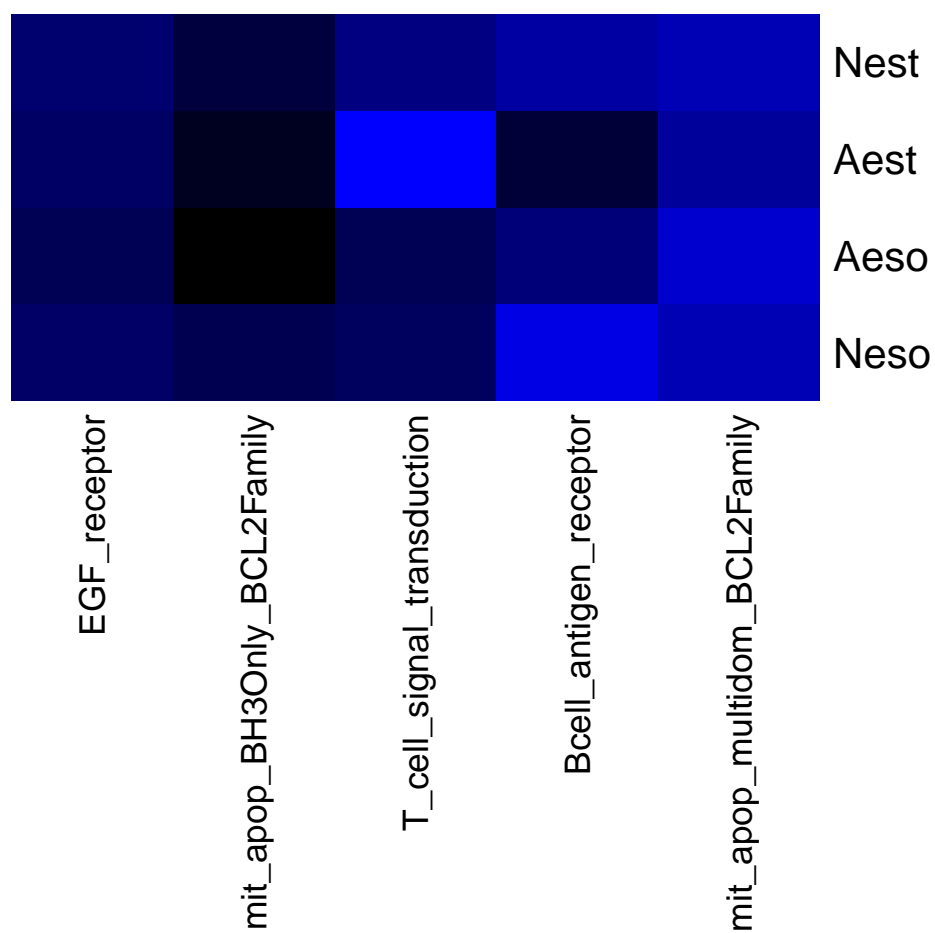 Nest
Aest
Aeso
Neso
EGF_receptor
mit_apop_BH3Only_BCL2Family
T_cell_signal_transduction
Bcell_antigen_receptor
mit_apop_multidom_BCL2Family